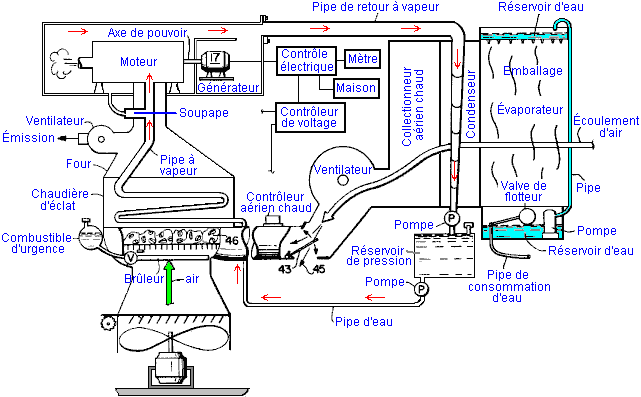 Pipe de retour à vapeur
Réservoir d'eau
Axe de pouvoir
Moteur
17
Générateur
Contrôle
électrique
Mètre
Maison
Contrôleur
de voltage
Collectionneur
aérien chaud
Condenseur
Emballage
Évaporateur
Écoulement
d'air
Soupape
Ventilateur
Émission
Four
Pipe à
vapeur
Ventilateur
Pipe
Chaudière
d'éclat
Contrôleur
aérien chaud
Valve de
flotteur
Pompe
Pompe
Combustible
d'urgence
46
43
45
Réservoir
de pression
Réservoir d'eau
V
P
Brûleur
air
Pompe
P
Pipe de
consommation
d'eau
Pipe d'eau